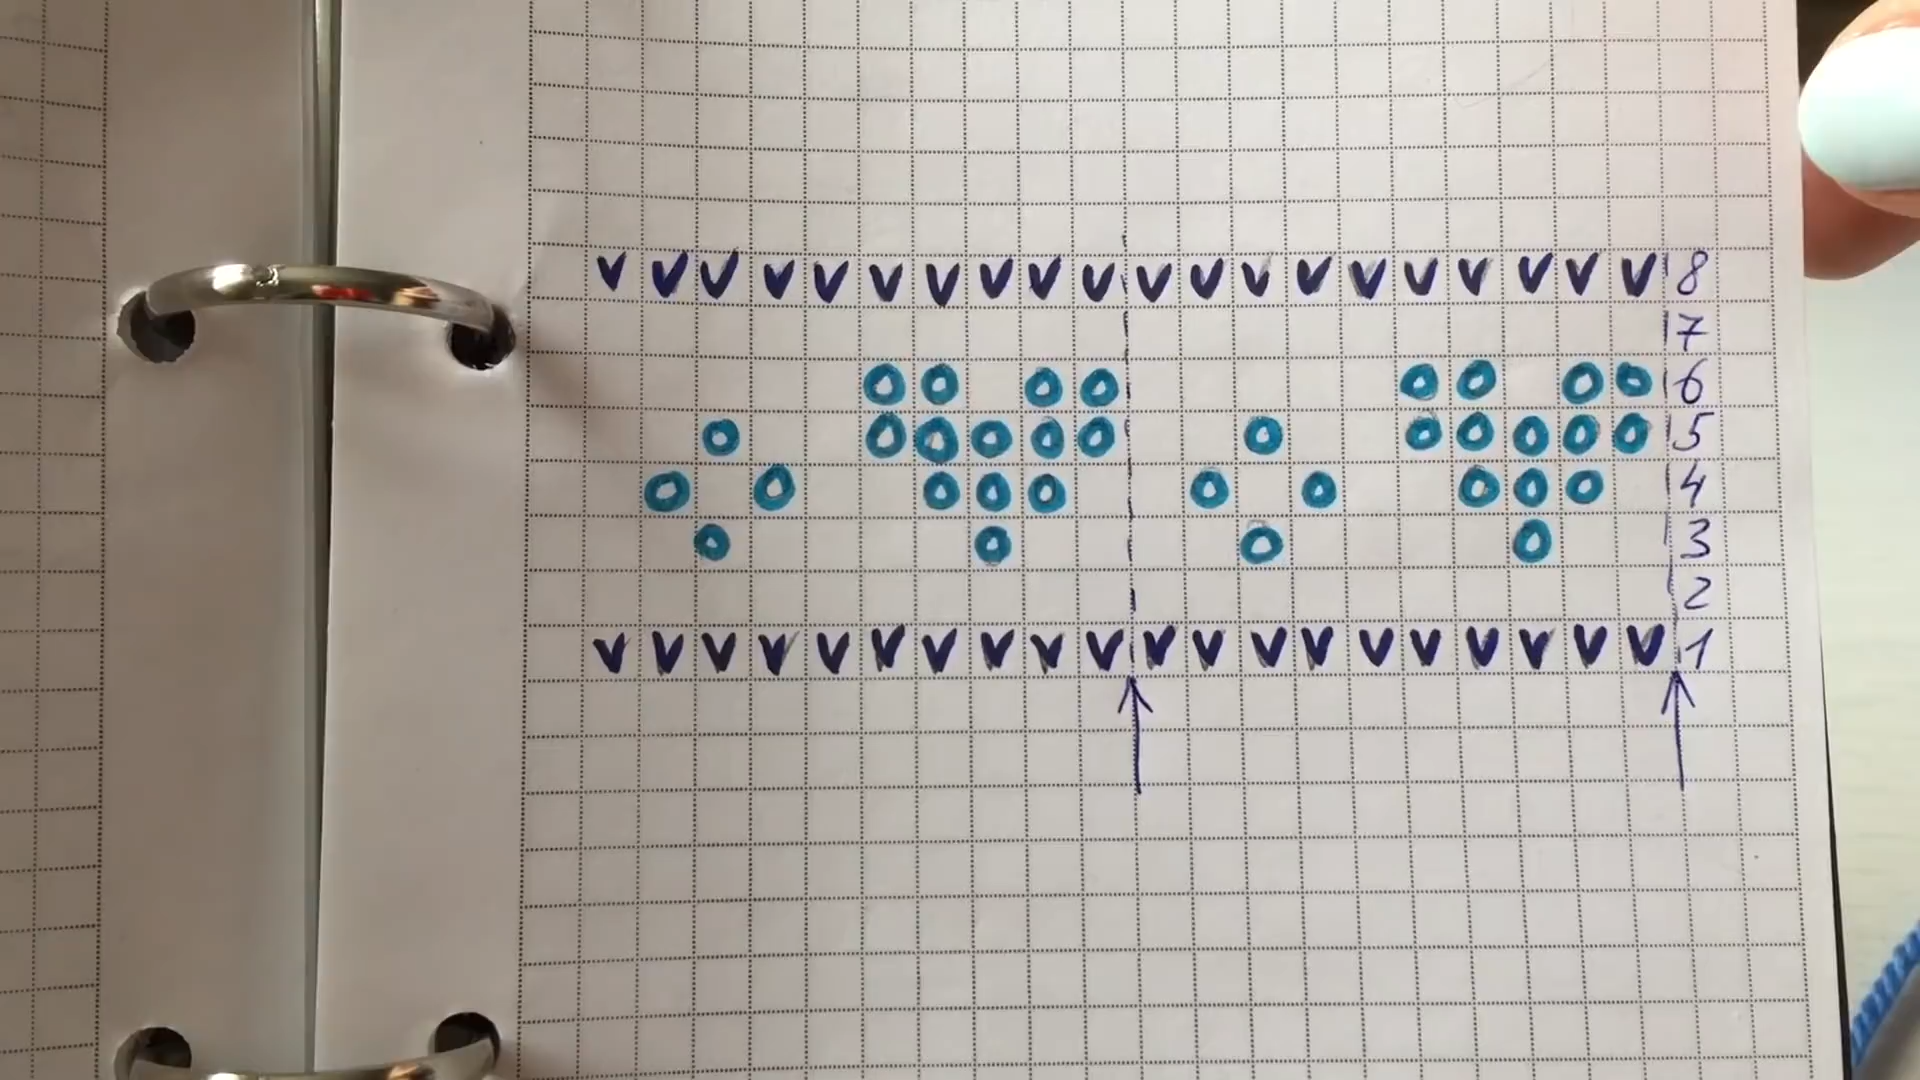 V V V V V V V V V V V V V V V V V V V V 8
7
O O O O O O O O 6
O O O O O O O O O O O O 5
O O O O O O O O O O 4
O O O O 3
2
V V V V V V V V V V V V V V V V V V V V 1